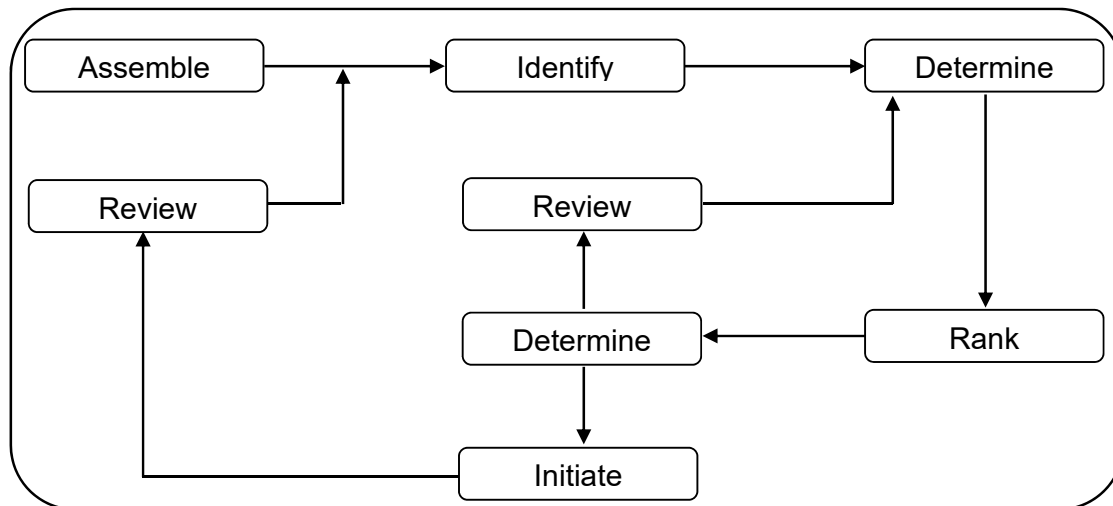 Assemble
Identify
Determine
Review
Review
Determine
Rank
Initiate